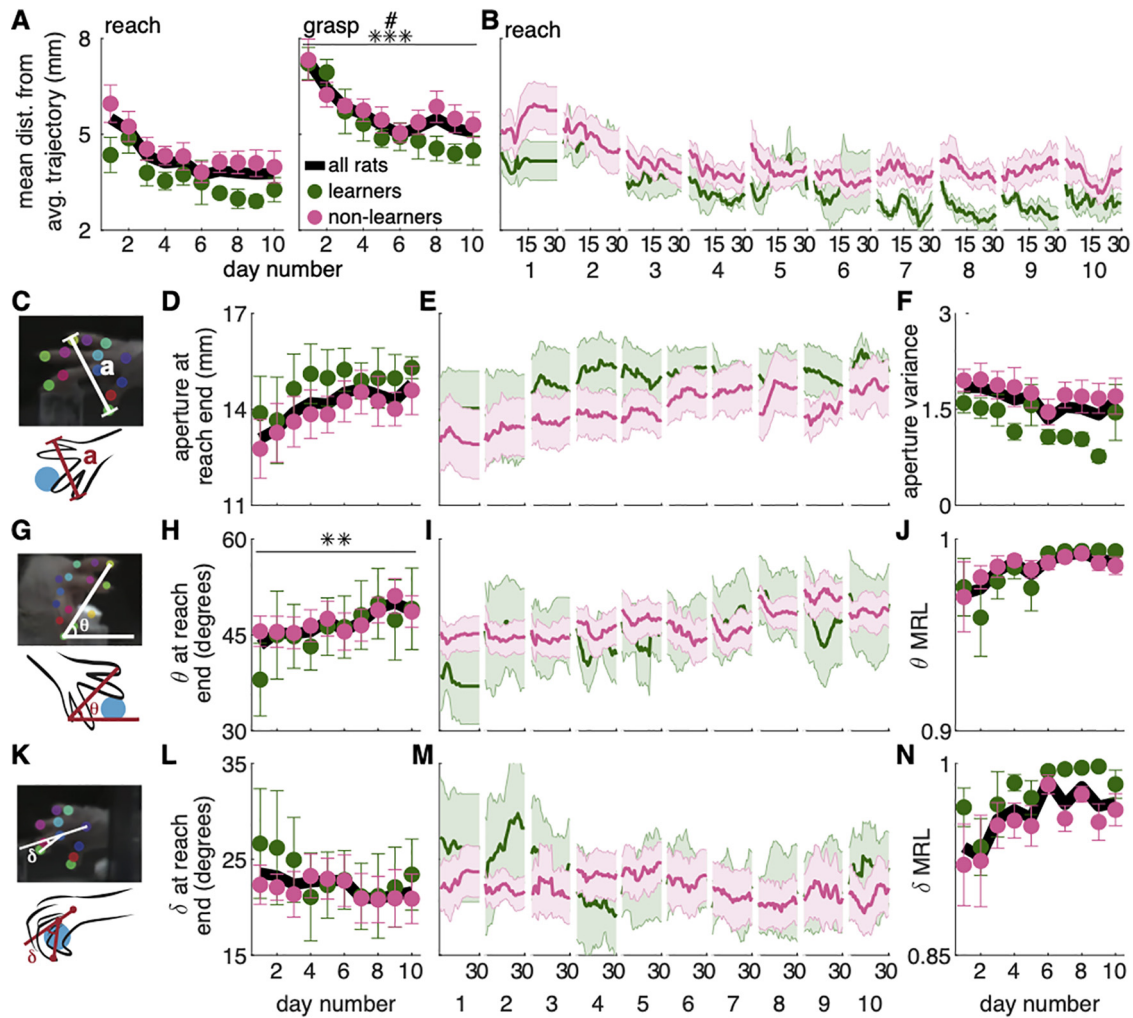 A
reach
grasp
#
***
B
reach
mean dist. from
avg. trajectory (mm)
8
5
2
all rats
learners
non-learners
2 4 6 8 10
2 4 6 8 10
day number
15 30 15 30 15 30 15 30 15 30 15 30 15 30 15 30 15 30 15 30
1 2 3 4 5 6 7 8 9 10
C
a
a
D
aperture at
reach end (mm)
17
14
11
E
F
aperture variance
3
1.5
0
G
θ
θ
H
**
θ at reach
end (degrees)
60
45
30
I
J
θ MRL
1
0.9
K
δ
δ
L
δ at reach
end (degrees)
35
25
15
2 4 6 8 10
day number
M
30 30 30 30 30 30 30 30 30 30
1 2 3 4 5 6 7 8 9 10
N
δ MRL
1
0.85
2 4 6 8 10
day number